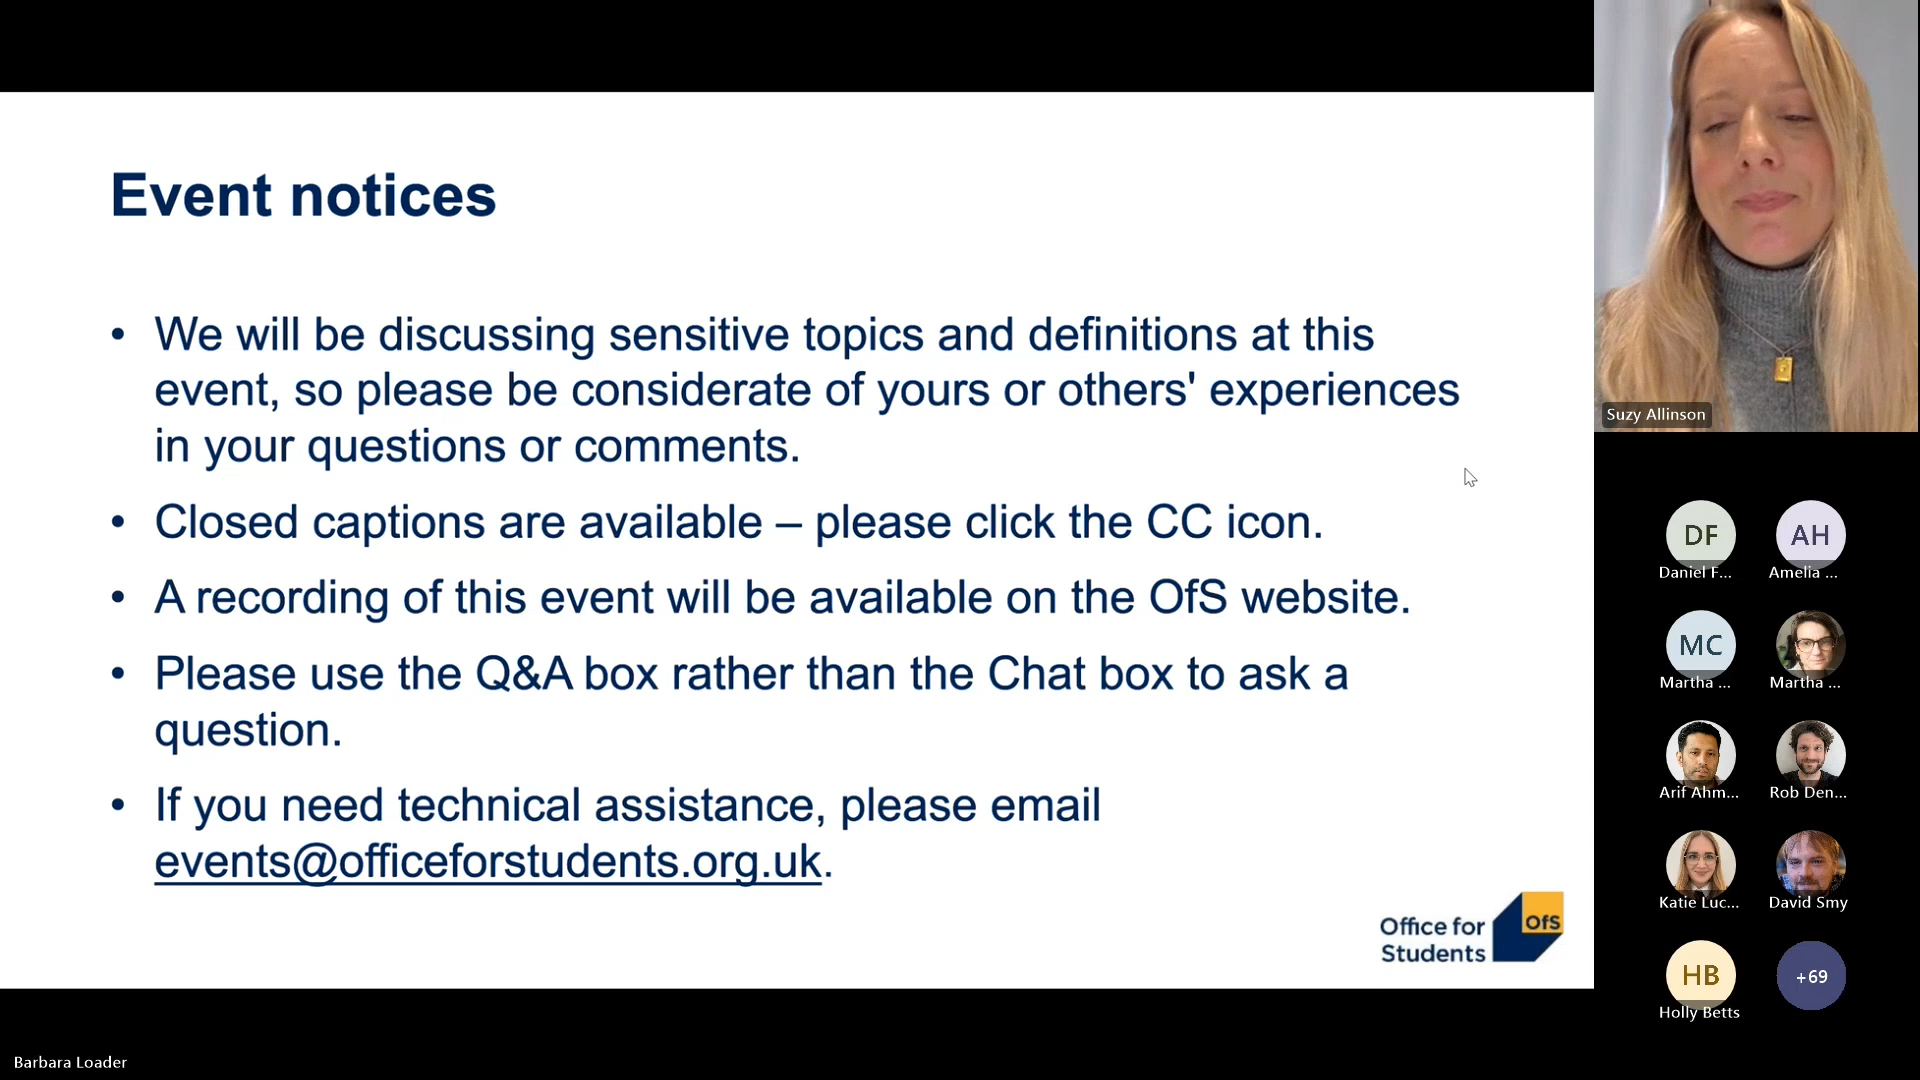 Event notices
• We will be discussing sensitive topics and definitions at this
event, so please be considerate of yours or others' experiences
in your questions or comments.
• Closed captions are available – please click the CC icon.
• A recording of this event will be available on the OfS website.
• Please use the Q&A box rather than the Chat box to ask a
question.
• If you need technical assistance, please email
events@officeforstudents.org.uk.
Office for
Students
OfS
Suzy Allinson
DF
AH
Daniel F...
Amelia ...
MC
Martha ...
Martha ...
Arif Ahm...
Rob Den...
Katie Luc...
David Smy
HB
+69
Holly Betts
Barbara Loader